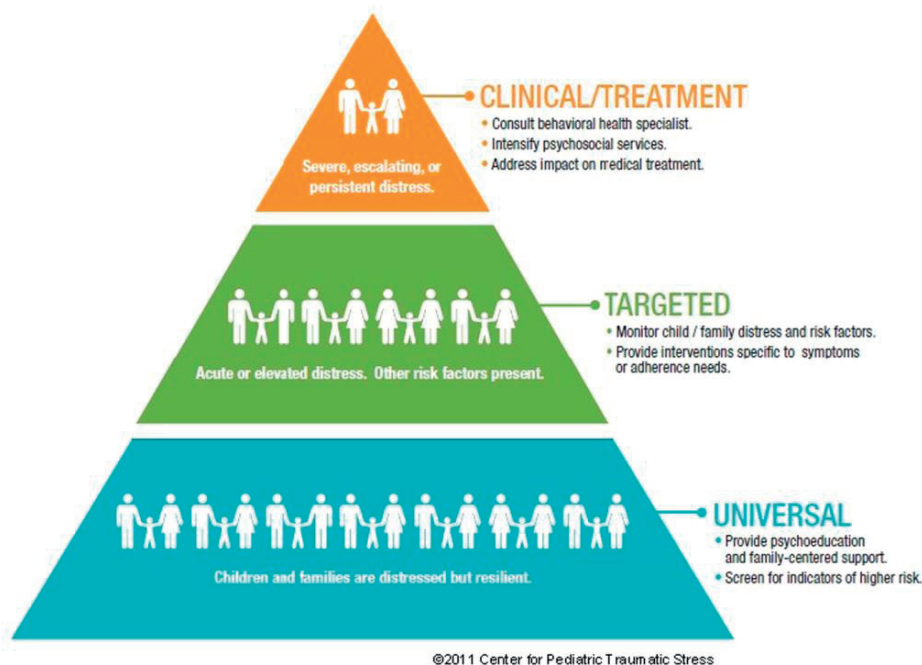 CLINICAL/TREATMENT
• Consult behavioral health specialist.
• Intensify psychosocial services.
• Address impact on medical treatment.
Severe, escalating, or
persistent distress.
TARGETED
• Monitor child / family distress and risk factors.
• Provide interventions specific to symptoms
or adherence needs.
Acute or elevated distress. Other risk factors present.
UNIVERSAL
• Provide psychoeducation
and family-centered support.
• Screen for indicators of higher risk.
Children and families are distressed but resilient.
©2011 Center for Pediatric Traumatic Stress